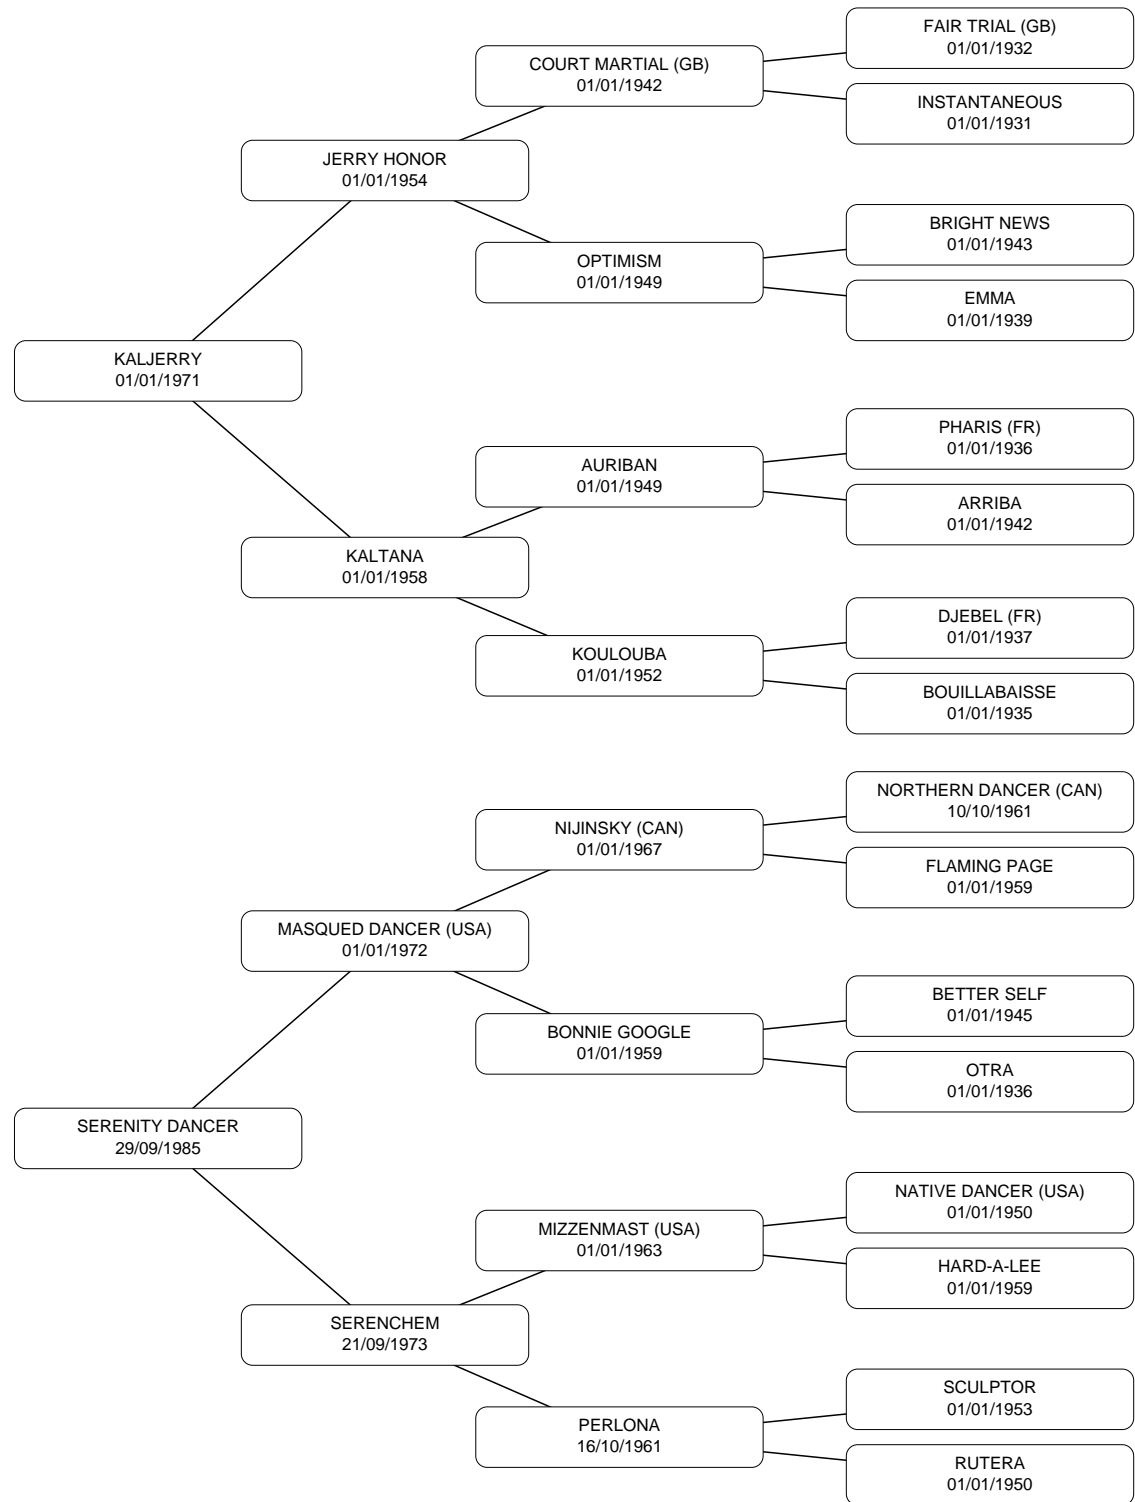 FAIR TRIAL (GB)
01/01/1932
COURT MARTIAL (GB)
01/01/1942
INSTANTANEOUS
01/01/1931
JERRY HONOR
01/01/1954
BRIGHT NEWS
01/01/1943
OPTIMISM
01/01/1949
EMMA
01/01/1939
KALJERRY
01/01/1971
PHARIS (FR)
01/01/1936
AURIBAN
01/01/1949
ARRIBA
01/01/1942
KALTANA
01/01/1958
DJEBEL (FR)
01/01/1937
KOULOUBA
01/01/1952
BOUILLABAISSE
01/01/1935
NORTHERN DANCER (CAN)
10/10/1961
NIJINSKY (CAN)
01/01/1967
FLAMING PAGE
01/01/1959
MASQUED DANCER (USA)
01/01/1972
BETTER SELF
01/01/1945
BONNIE GOOGLE
01/01/1959
OTRA
01/01/1936
SERENITY DANCER
29/09/1985
NATIVE DANCER (USA)
01/01/1950
MIZZENMAST (USA)
01/01/1963
HARD-A-LEE
01/01/1959
SERENCHEM
21/09/1973
SCULPTOR
01/01/1953
PERLONA
16/10/1961
RUTERA
01/01/1950